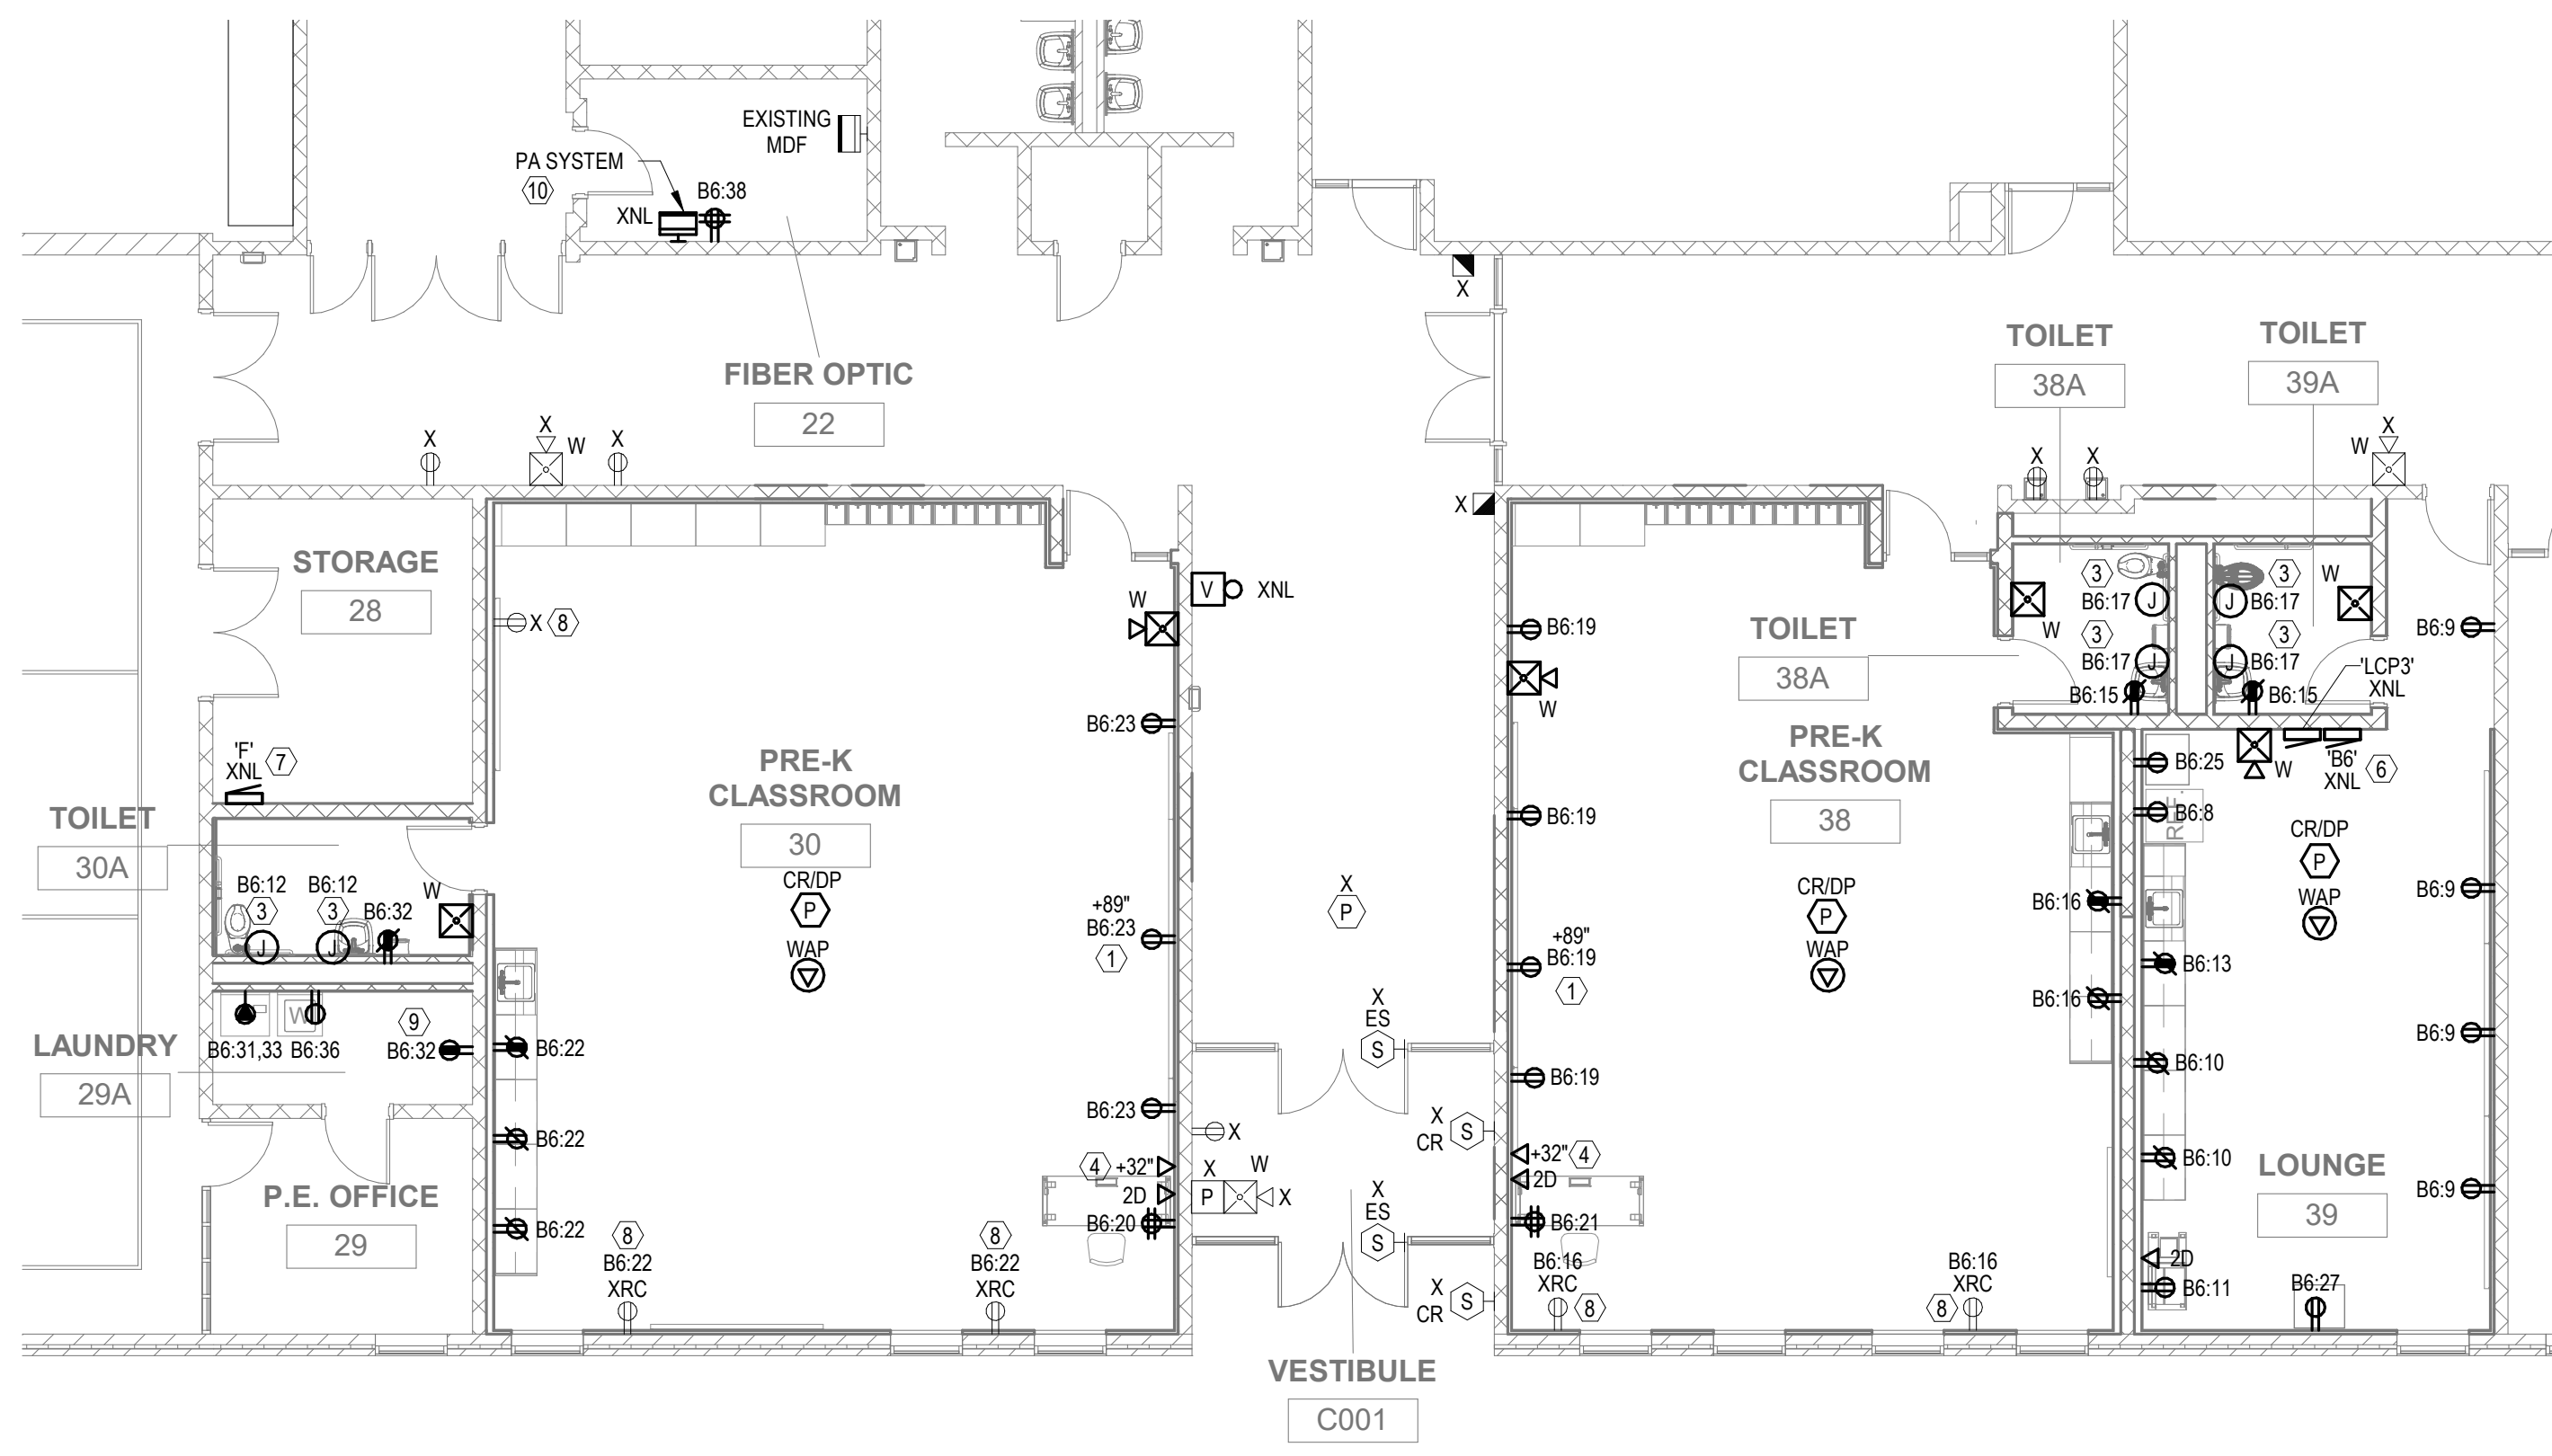 EXISTING
MDF
PA SYSTEM
10
B6:38
XNL
X
TOILET
38A
TOILET
39A
FIBER OPTIC
22
X
X
W
X
X
W
X
X
X
STORAGE
28
X
8
W
V
XNL
B6:19
W
TOILET
38A
3
B6:17
J
W
3
B6:17
J
3
J
B6:17
W
3
J
B6:17
B6:15
B6:15
'LCP3'
XNL
B6:9
'F'
XNL
7
PRE-K
CLASSROOM
30
B6:23
PRE-K
CLASSROOM
38
B6:19
B6:25
W
'B6'
XNL
6
B6:8
REF.
TOILET
30A
B6:12
3
J
B6:12
3
J
B6:32
W
CR/DP
P
WAP
+89"
B6:23
1
X
P
+89"
B6:19
1
CR/DP
P
WAP
B6:16
B6:16
CR/DP
P
WAP
B6:9
B6:13
LAUNDRY
29A
W
B6:31,33
B6:36
9
B6:32
B6:22
B6:22
B6:22
X
ES
S
B6:19
B6:10
B6:9
B6:23
X
X
CR
S
4
+32"
2D
B6:20
X
P
W
X
X
ES
S
+32"
4
2D
B6:21
B6:10
LOUNGE
39
B6:9
P.E. OFFICE
29
8
B6:22
XRC
8
B6:22
XRC
X
CR
S
B6:16
XRC
8
B6:16
XRC
8
2D
B6:11
B6:27
VESTIBULE
C001